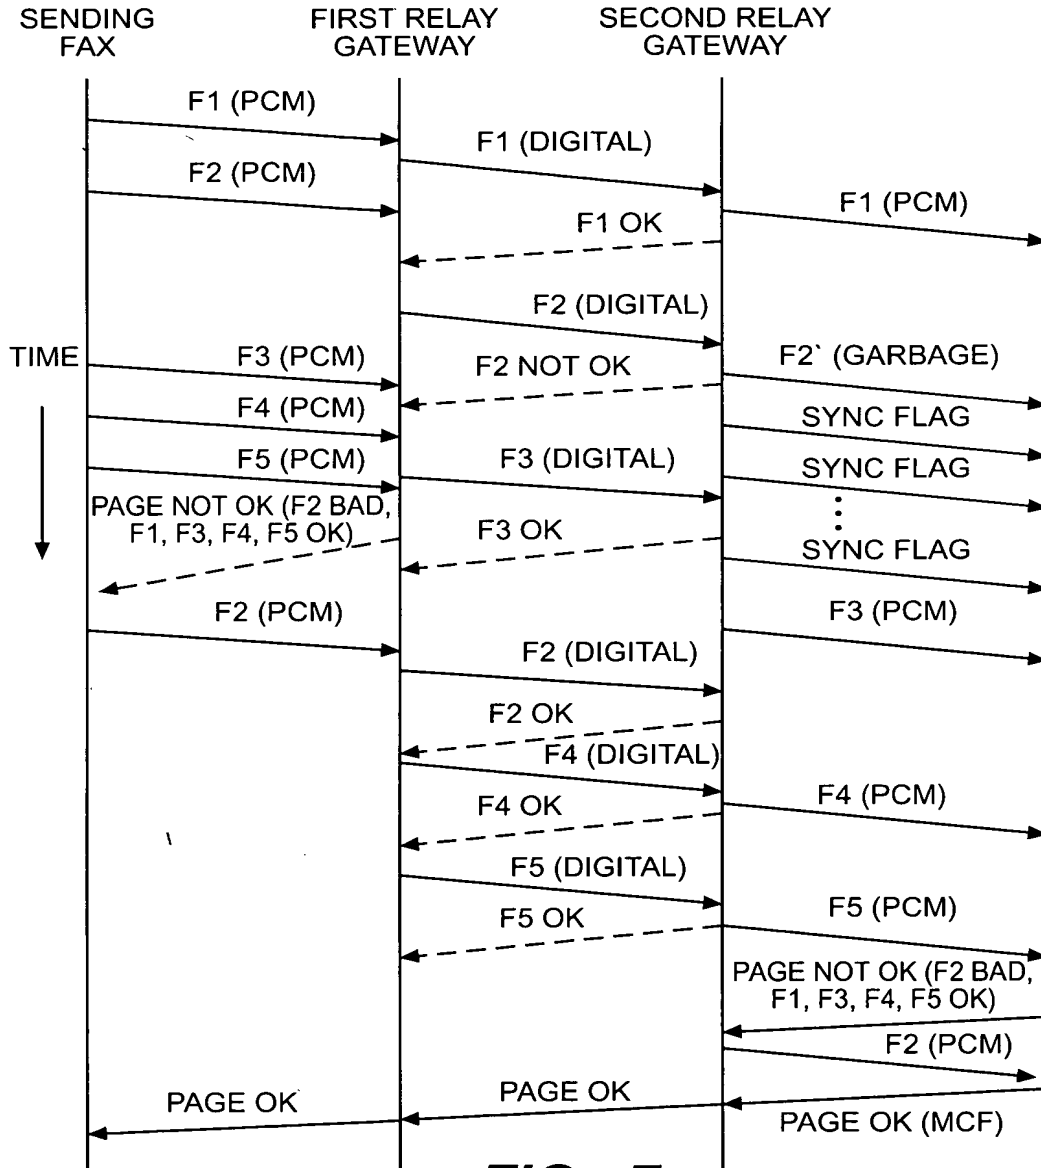 SENDING
FAX
FIRST RELAY
GATEWAY
SECOND RELAY
GATEWAY
F1 (PCM)
F1 (DIGITAL)
F2 (PCM)
F1 (PCM)
F1 OK
F2 (DIGITAL)
TIME
F3 (PCM)
F2 NOT OK
F2` (GARBAGE)
F4 (PCM)
SYNC FLAG
F5 (PCM)
F3 (DIGITAL)
SYNC FLAG
PAGE NOT OK (F2 BAD,
F1, F3, F4, F5 OK)
F3 OK
SYNC FLAG
F2 (PCM)
F3 (PCM)
F2 (DIGITAL)
F2 OK
F4 (DIGITAL)
F4 OK
F4 (PCM)
F5 (DIGITAL)
F5 OK
F5 (PCM)
PAGE NOT OK (F2 BAD,
F1, F3, F4, F5 OK)
F2 (PCM)
PAGE OK
PAGE OK
PAGE OK (MCF)